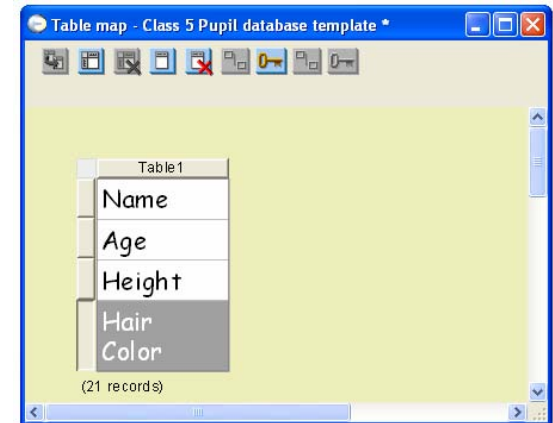 Table map - Class 5 Pupil database template *
Table1
Name
Age
Height
Hair
Color
(21 records)